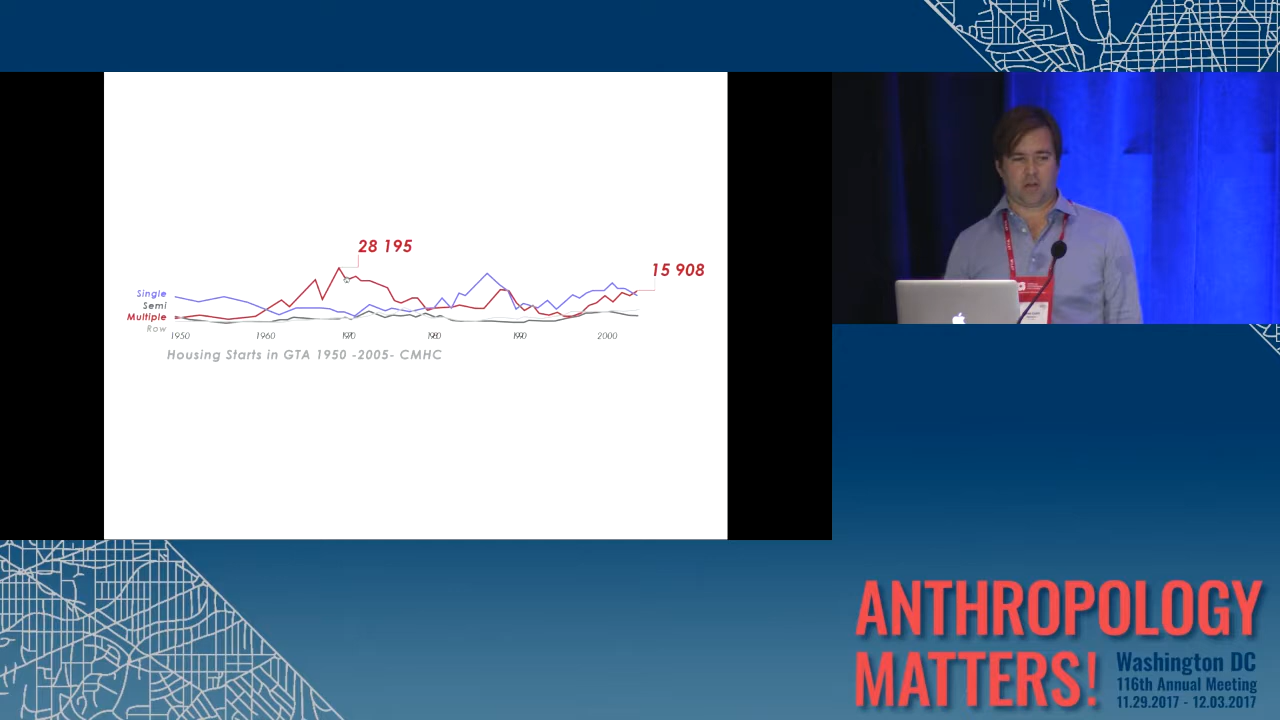 28 195
15 908
Single
Semi
Multiple
Row
1950 1960 1970 1980 1990 2000
Housing Starts in GTA 1950 -2005- CMHC
ANTHROPOLOGY
MATTERS!
Washington DC
116th Annual Meeting
11.29.2017 - 12.03.2017